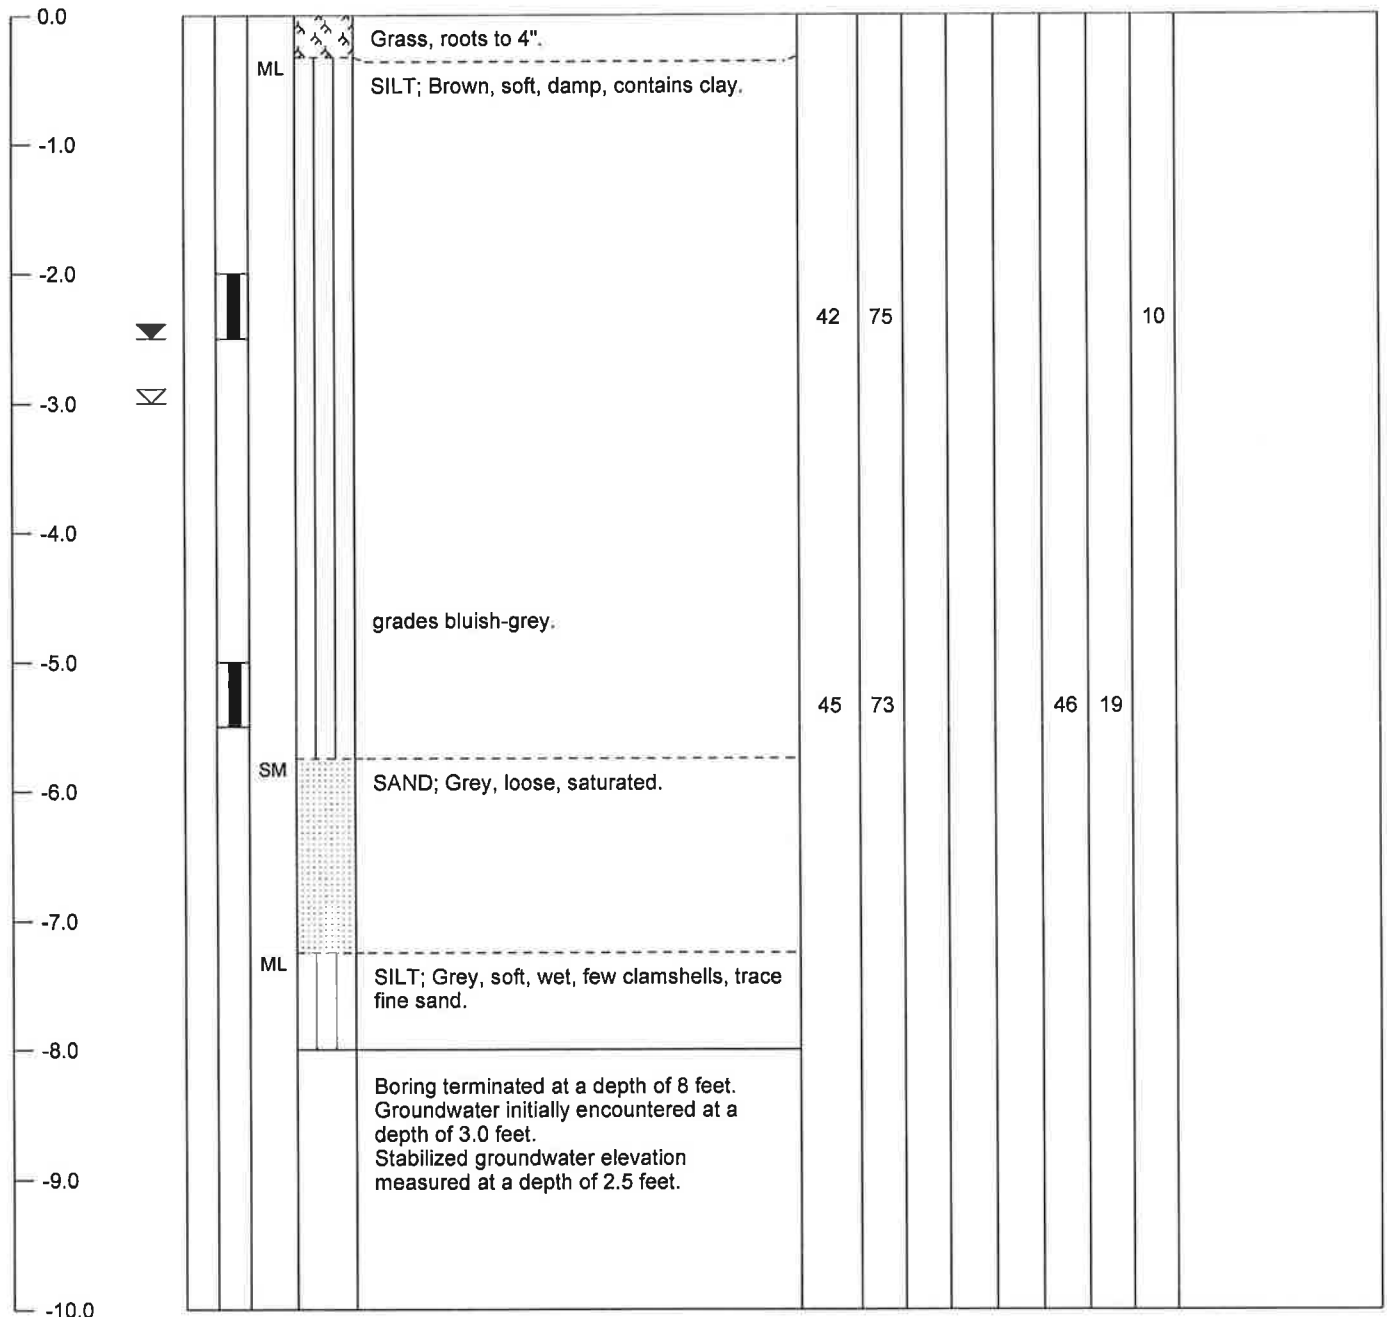 0.0
Grass, roots to 4".
ML
SILT; Brown, soft, damp, contains clay.
-1.0
-2.0
42 75 10
-3.0
-4.0
grades bluish-grey.
-5.0
45 73 46 19
SM
SAND; Grey, loose, saturated.
-6.0
-7.0
ML
SILT; Grey, soft, wet, few clamshells, trace
fine sand.
-8.0
Boring terminated at a depth of 8 feet.
Groundwater initially encountered at a
depth of 3.0 feet.
Stabilized groundwater elevation
measured at a depth of 2.5 feet.
-9.0
-10.0